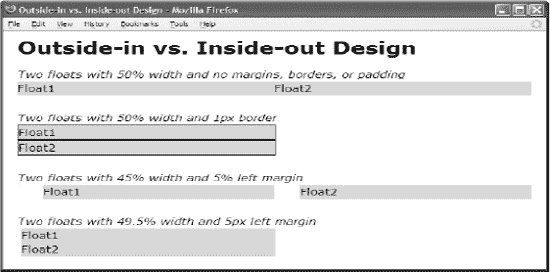 Outside-in vs. Inside-out Design - Mozilla Firefox
File Edit View History Bookmarks Tools Help
Outside-in vs. Inside-out Design
Two floats with 50% width and no margins, borders, or padding
Float1 Float2
Two floats with 50% width and 1px border
Float1
Float2
Two floats with 45% width and 5% left margin
Float1 Float2
Two floats with 49.5% width and 5px left margin
Float1
Float2